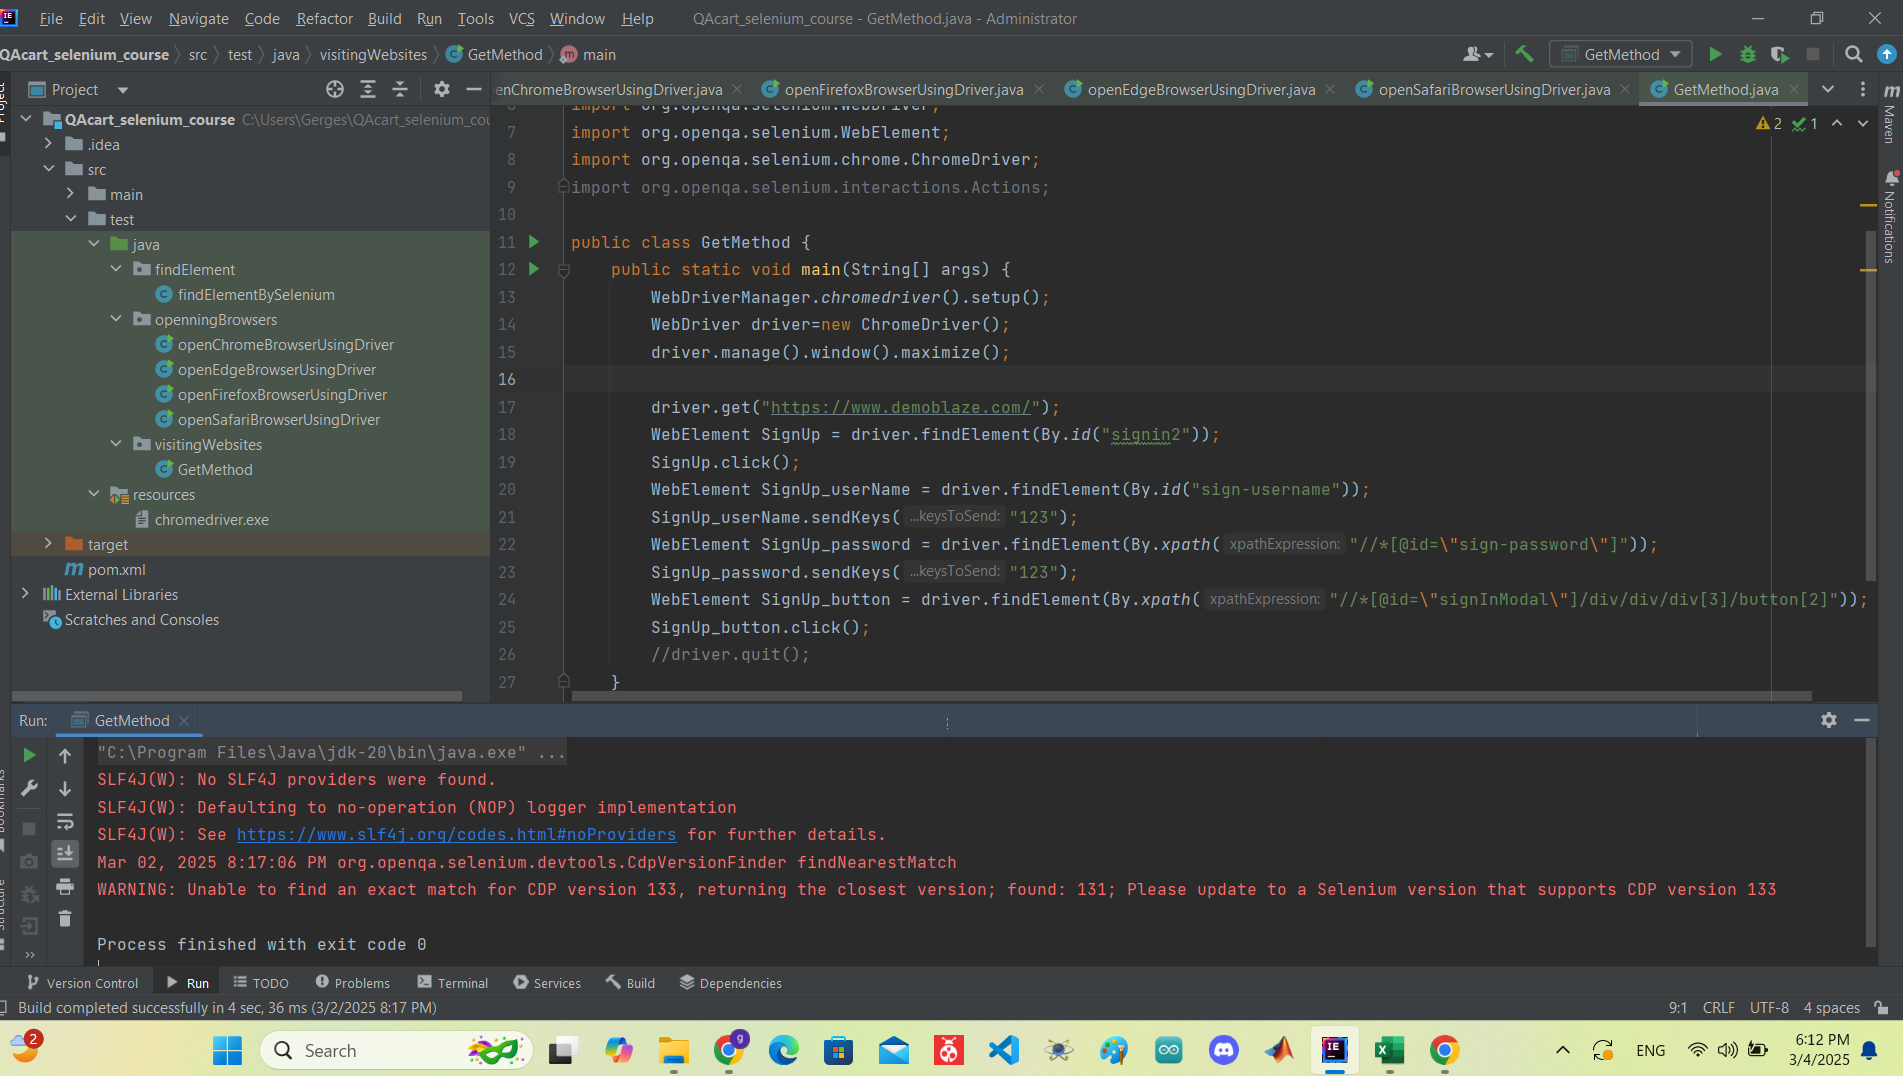 File Edit View Navigate Code Refactor Build Run Tools VCS Window Help QAcart_selenium_course - GetMethod.java - Administrator
QAcart_selenium_course src test java visitingWebsites GetMethod main
GetMethod
Project
enChromeBrowserUsingDriver.java openFirefoxBrowserUsingDriver.java openEdgeBrowserUsingDriver.java openSafariBrowserUsingDriver.java GetMethod.java
QAcart_selenium_course C:\Users\Gerges\QAcart_selenium_cou
.idea
src
main
test
java
findElement
findElementBySelenium
openningBrowsers
openChromeBrowserUsingDriver
openEdgeBrowserUsingDriver
openFirefoxBrowserUsingDriver
openSafariBrowserUsingDriver
visitingWebsites
GetMethod
resources
chromedriver.exe
target
pom.xml
External Libraries
Scratches and Consoles
2 1
6 import org.openqa.selenium.WebDriver;
7 import org.openqa.selenium.WebElement;
8 import org.openqa.selenium.chrome.ChromeDriver;
9 import org.openqa.selenium.interactions.Actions;
10
11 public class GetMethod {
12 public static void main(String[] args) {
13 WebDriverManager.chromedriver().setup();
14 WebDriver driver=new ChromeDriver();
15 driver.manage().window().maximize();
16
17 driver.get("https://www.demoblaze.com/");
18 WebElement SignUp = driver.findElement(By.id("signin2"));
19 SignUp.click();
20 WebElement SignUp_userName = driver.findElement(By.id("sign-username"));
21 SignUp_userName.sendKeys( ...keysToSend: "123");
22 WebElement SignUp_password = driver.findElement(By.xpath( xpathExpression: "//*[@id=\"sign-password\"]"));
23 SignUp_password.sendKeys( ...keysToSend: "123");
24 WebElement SignUp_button = driver.findElement(By.xpath( xpathExpression: "//*[@id=\"signInModal\"]/div/div/div[3]/button[2]"));
25 SignUp_button.click();
26 //driver.quit();
27 }
Maven
Notifications
Run: GetMethod
"C:\Program Files\Java\jdk-20\bin\java.exe" ...
SLF4J(W): No SLF4J providers were found.
SLF4J(W): Defaulting to no-operation (NOP) logger implementation
SLF4J(W): See https://www.slf4j.org/codes.html#noProviders for further details.
Mar 02, 2025 8:17:06 PM org.openqa.selenium.devtools.CdpVersionFinder findNearestMatch
WARNING: Unable to find an exact match for CDP version 133, returning the closest version; found: 131; Please update to a Selenium version that supports CDP version 133
Process finished with exit code 0
Version Control Run TODO Problems Terminal Services Build Dependencies
Build completed successfully in 4 sec, 36 ms (3/2/2025 8:17 PM)
9:1 CRLF UTF-8 4 spaces
2
Search
ENG
6:12 PM
3/4/2025